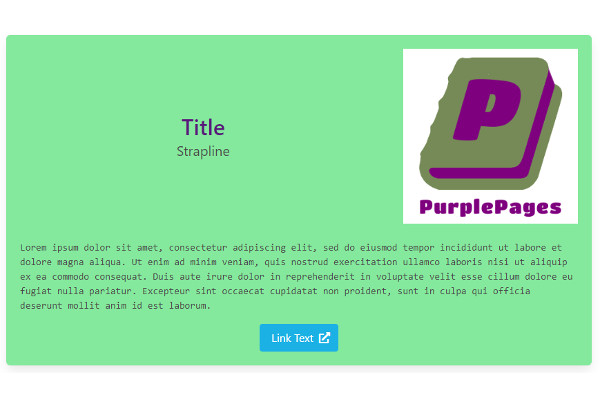 Title
Strapline
P
PurplePages
Lorem ipsum dolor sit amet, consectetur adipiscing elit, sed do eiusmod tempor incididunt ut labore et
dolore magna aliqua. Ut enim ad minim veniam, quis nostrud exercitation ullamco laboris nisi ut aliquip
ex ea commodo consequat. Duis aute irure dolor in reprehenderit in voluptate velit esse cillum dolore eu
fugiat nulla pariatur. Excepteur sint occaecat cupidatat non proident, sunt in culpa qui officia
deserunt mollit anim id est laborum.
Link Text